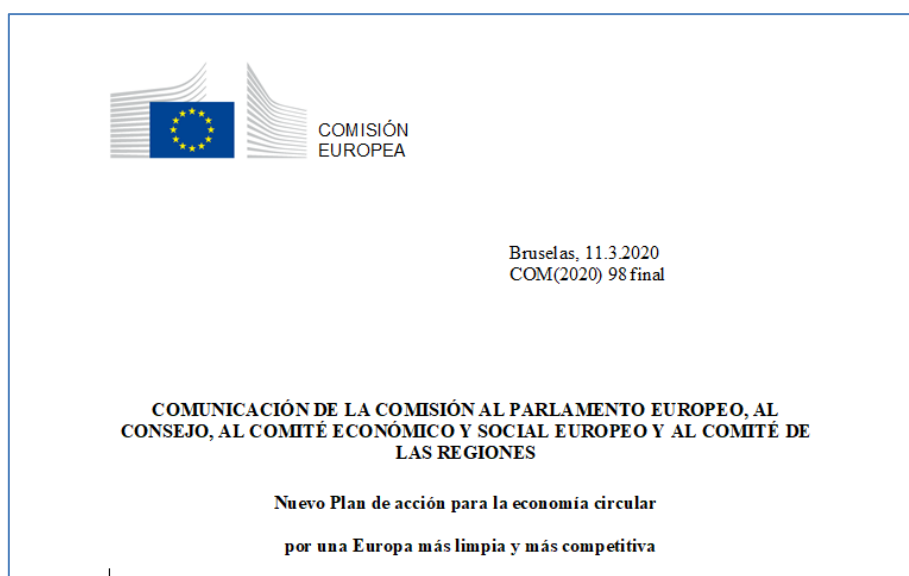 COMISIÓN
EUROPEA
Bruselas, 11.3.2020
COM(2020) 98 final
COMUNICACIÓN DE LA COMISIÓN AL PARLAMENTO EUROPEO, AL
CONSEJO, AL COMITÉ ECONÓMICO Y SOCIAL EUROPEO Y AL COMITÉ DE
LAS REGIONES
Nuevo Plan de acción para la economía circular
por una Europa más limpia y más competitiva